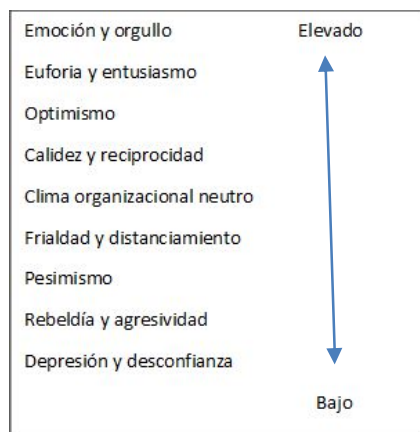 Emoción y orgullo Elevado
Euforia y entusiasmo
Optimismo
Calidez y reciprocidad
Clima organizacional neutro
Frialdad y distanciamiento
Pesimismo
Rebeldía y agresividad
Depresión y desconfianza
Bajo